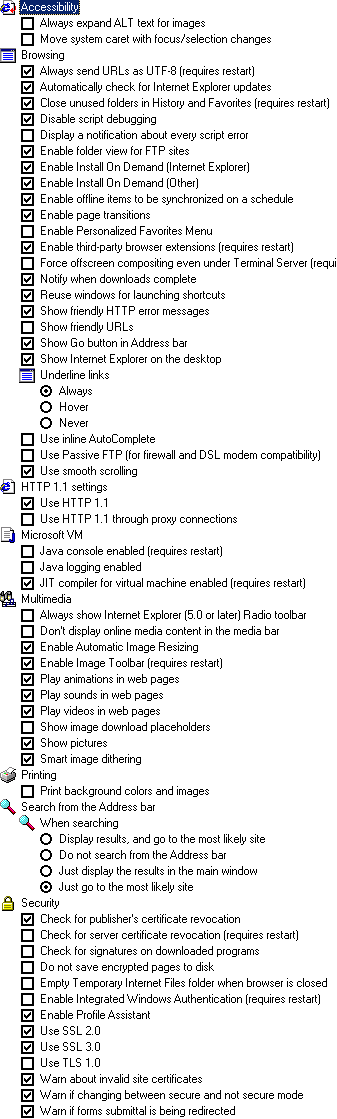 Accessibility
Always expand ALT text for images
Move system caret with focus/selection changes
Browsing
Always send URLs as UTF-8 (requires restart)
Automatically check for Internet Explorer updates
Close unused folders in History and Favorites (requires restart)
Disable script debugging
Display a notification about every script error
Enable folder view for FTP sites
Enable Install On Demand (Internet Explorer)
Enable Install On Demand (Other)
Enable offline items to be synchronized on a schedule
Enable page transitions
Enable Personalized Favorites Menu
Enable third-party browser extensions (requires restart)
Force offscreen compositing even under Terminal Server (requi
Notify when downloads complete
Reuse windows for launching shortcuts
Show friendly HTTP error messages
Show friendly URLs
Show Go button in Address bar
Show Internet Explorer on the desktop
Underline links
Always
Hover
Never
Use inline AutoComplete
Use Passive FTP (for firewall and DSL modem compatibility)
Use smooth scrolling
HTTP 1.1 settings
Use HTTP 1.1
Use HTTP 1.1 through proxy connections
Microsoft VM
Java console enabled (requires restart)
Java logging enabled
JIT compiler for virtual machine enabled (requires restart)
Multimedia
Always show Internet Explorer (5.0 or later) Radio toolbar
Don't display online media content in the media bar
Enable Automatic Image Resizing
Enable Image Toolbar (requires restart)
Play animations in web pages
Play sounds in web pages
Play videos in web pages
Show image download placeholders
Show pictures
Smart image dithering
Printing
Print background colors and images
Search from the Address bar
When searching
Display results, and go to the most likely site
Do not search from the Address bar
Just display the results in the main window
Just go to the most likely site
Security
Check for publisher's certificate revocation
Check for server certificate revocation (requires restart)
Check for signatures on downloaded programs
Do not save encrypted pages to disk
Empty Temporary Internet Files folder when browser is closed
Enable Integrated Windows Authentication (requires restart)
Enable Profile Assistant
Use SSL 2.0
Use SSL 3.0
Use TLS 1.0
Warn about invalid site certificates
Warn if changing between secure and not secure mode
Warn if forms submittal is being redirected